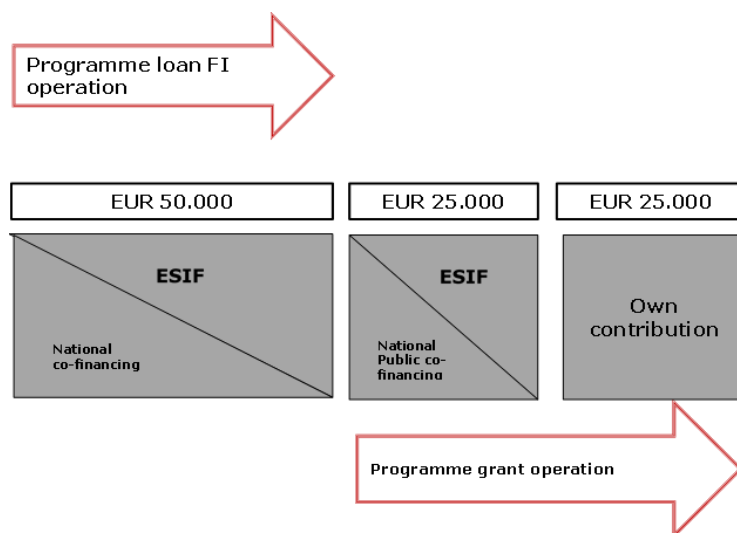 Programme loan FI
operation
EUR 50.000
EUR 25.000
EUR 25.000
ESIF
National
co-financing
ESIF
National
Public co-
financing
Own
contribution
Programme grant operation